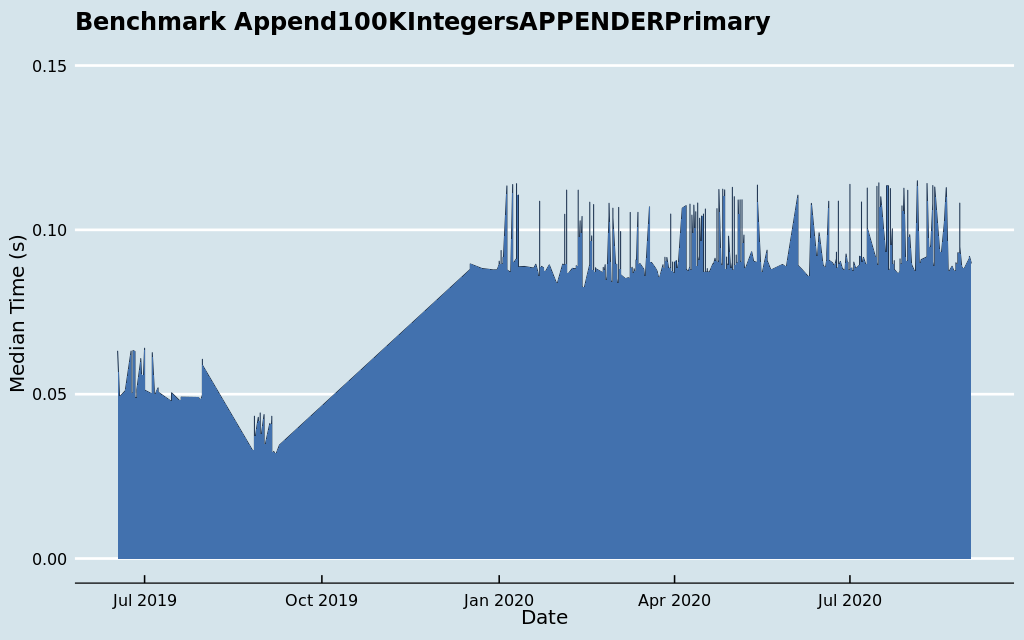 Benchmark Append100KIntegersAPPENDERPrimary
0.15
0.10
0.05
0.00
Median Time (s)
Jul 2019 Oct 2019 Jan 2020 Apr 2020 Jul 2020
Date